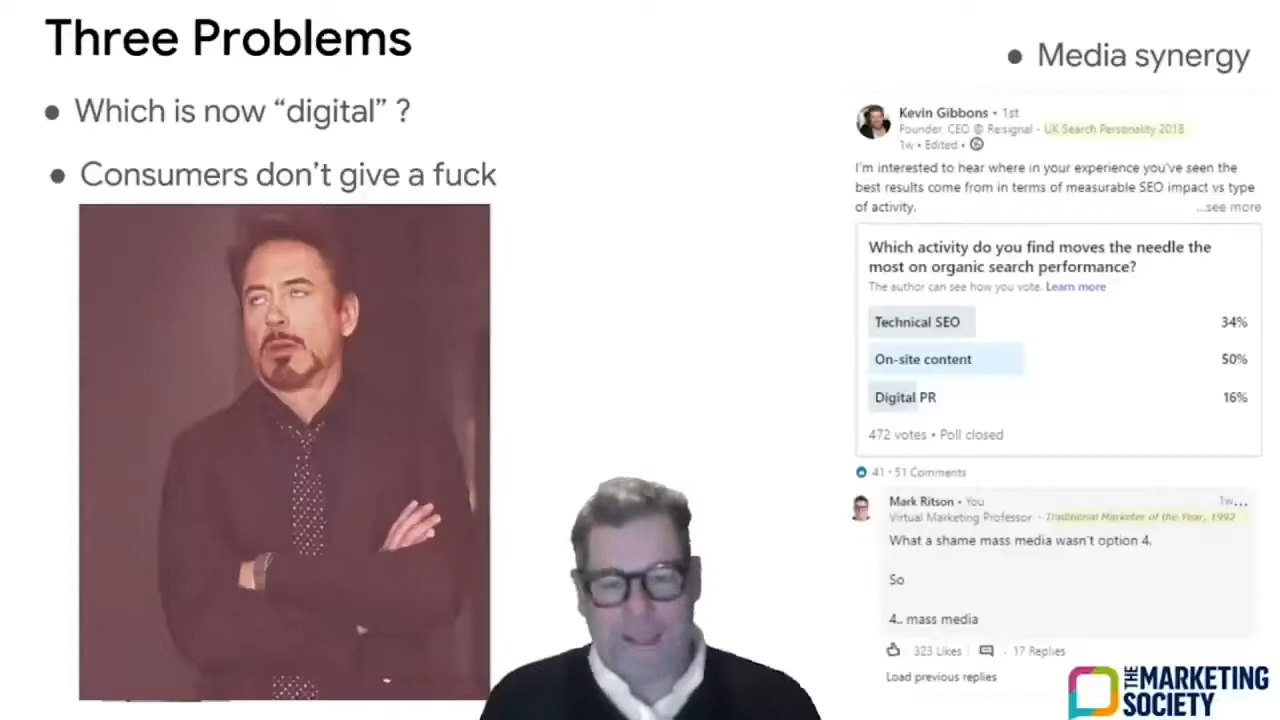 Three Problems
● Which is now “digital” ?
● Consumers don’t give a fuck
● Media synergy
Kevin Gibbons • 1st
Founder, CEO @ Re:signal - UK Search Personality 2018
1w • Edited •
I'm interested to hear where in your experience you've seen the
best results come from in terms of measurable SEO impact vs type
of activity.
...see more
Which activity do you find moves the needle the
most on organic search performance?
The author can see how you vote. Learn more
Technical SEO 34%
On-site content 50%
Digital PR 16%
472 votes • Poll closed
41 • 51 Comments
Mark Ritson • You 1w...
Virtual Marketing Professor - Traditional Marketer of the Year, 1992
What a shame mass media wasn't option 4.
So
4.. mass media
323 Likes 17 Replies
Load previous replies
THE MARKETING
SOCIETY